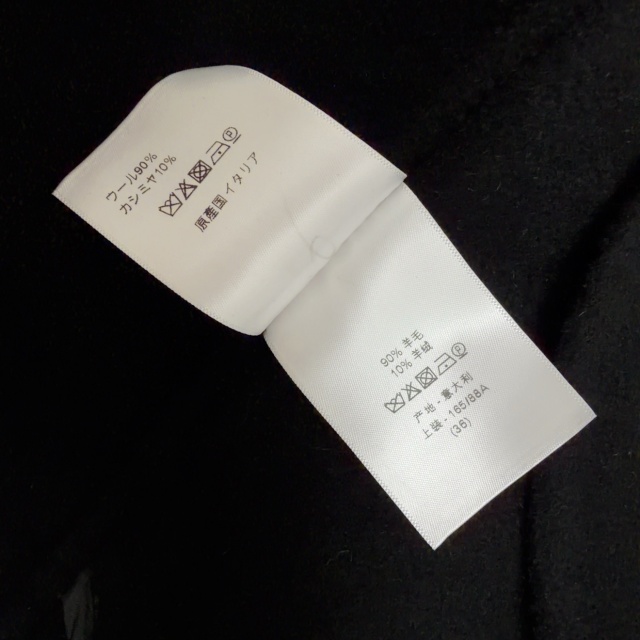 ウール90%
カシミヤ10%
原産国 イタリア
90% 羊毛
10% 羊绒
产地 : 意大利
上装 : 165/88A
(38)